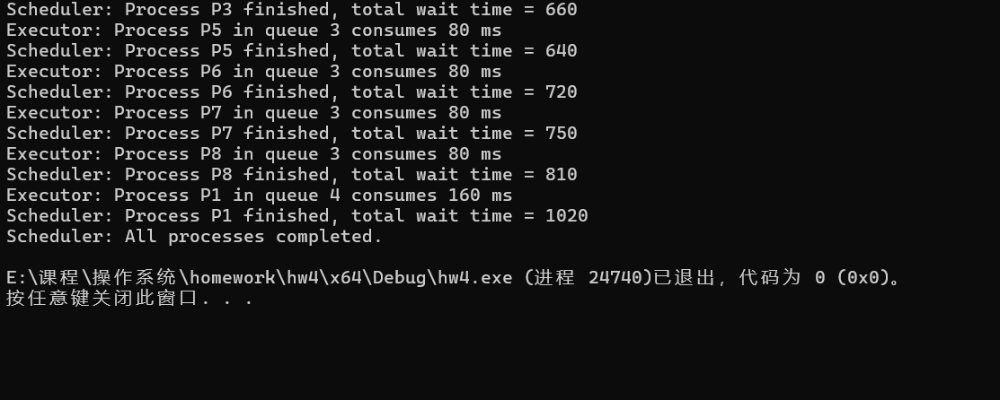 Scheduler: Process P3 finished, total wait time = 660
Executor: Process P5 in queue 3 consumes 80 ms
Scheduler: Process P5 finished, total wait time = 640
Executor: Process P6 in queue 3 consumes 80 ms
Scheduler: Process P6 finished, total wait time = 720
Executor: Process P7 in queue 3 consumes 80 ms
Scheduler: Process P7 finished, total wait time = 750
Executor: Process P8 in queue 3 consumes 80 ms
Scheduler: Process P8 finished, total wait time = 810
Executor: Process P1 in queue 4 consumes 160 ms
Scheduler: Process P1 finished, total wait time = 1020
Scheduler: All processes completed.
E:\课程\操作系统\homework\hw4\x64\Debug\hw4.exe (进程 24740)已退出，代码为 0 (0x0)。
按任意键关闭此窗口. . .